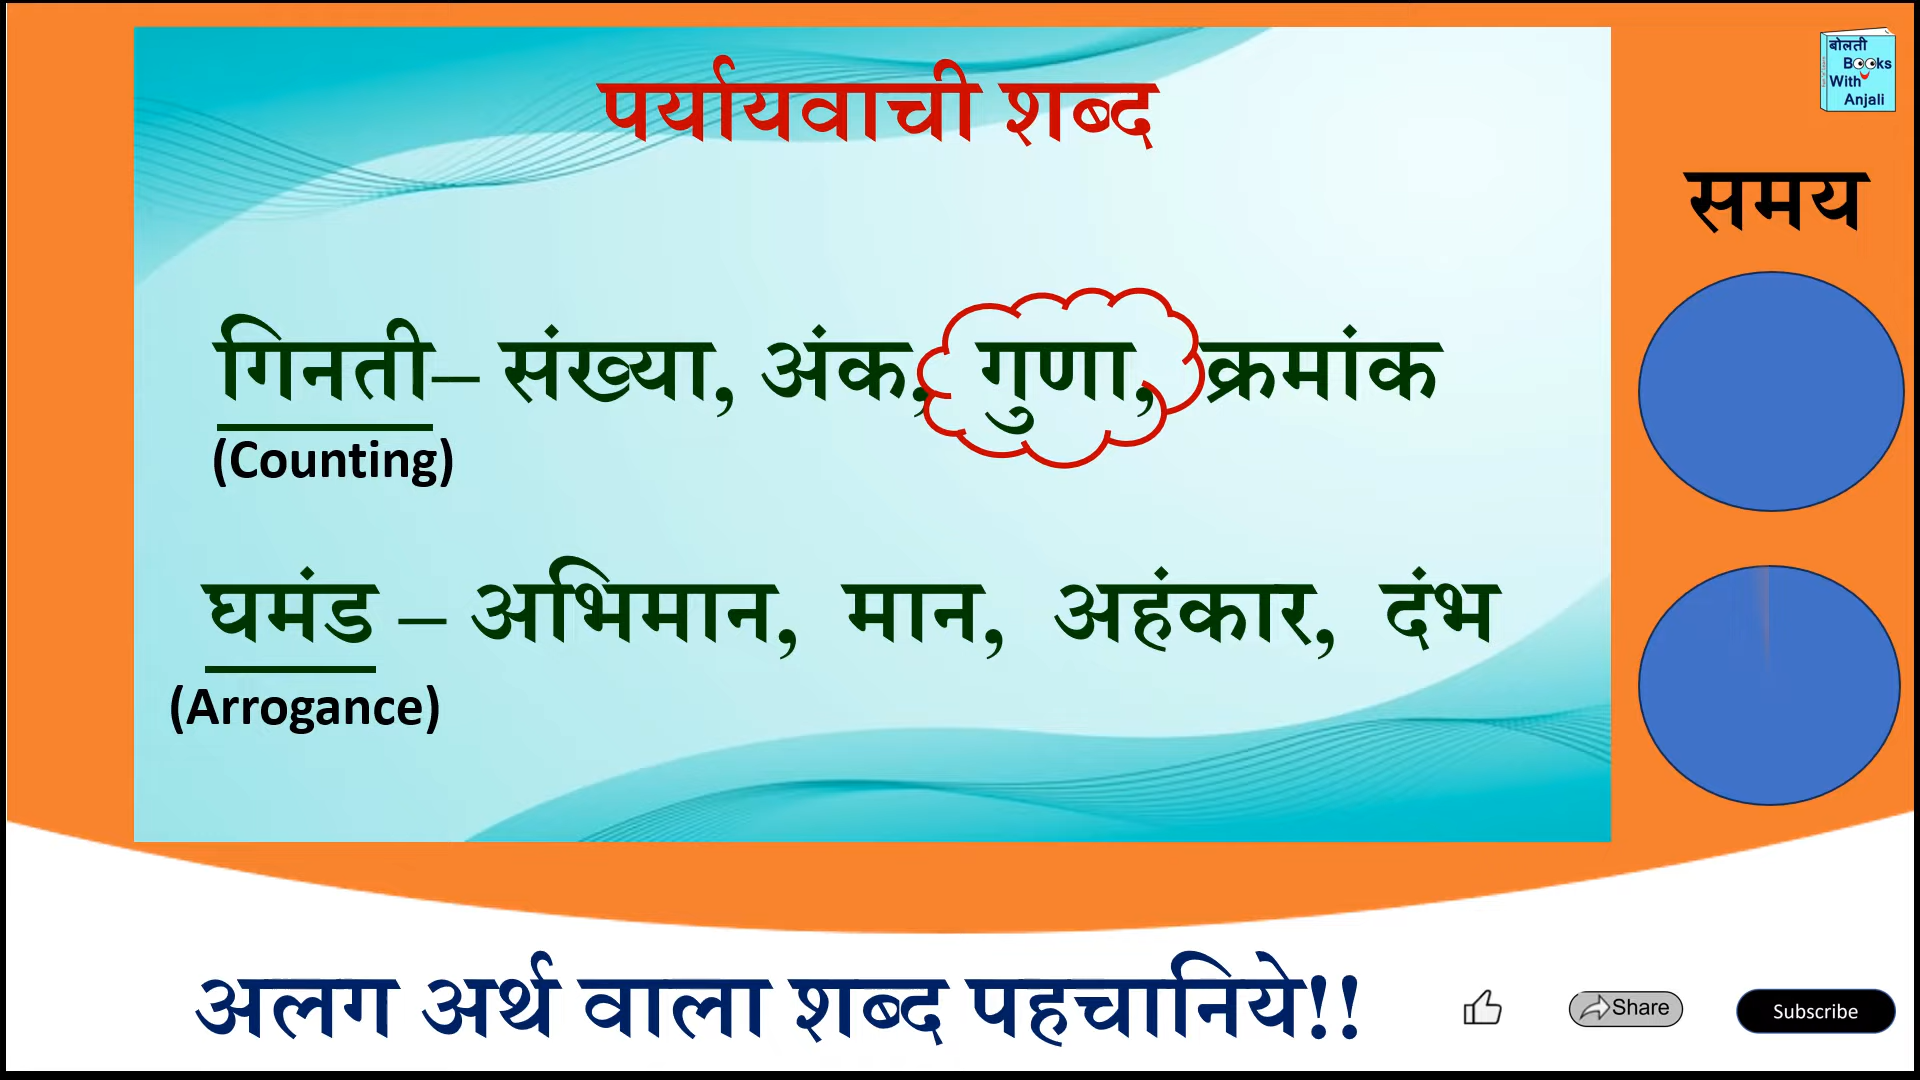 पर्यायवाची शब्द
गिनती– संख्या, अंक, गुणा, क्रमांक
(Counting)
घमंड – अभिमान, मान, अहंकार, दंभ
(Arrogance)
बोलती
Books
With
Anjali
समय
अलग अर्थ वाला शब्द पहचानिये!!
Share
Subscribe